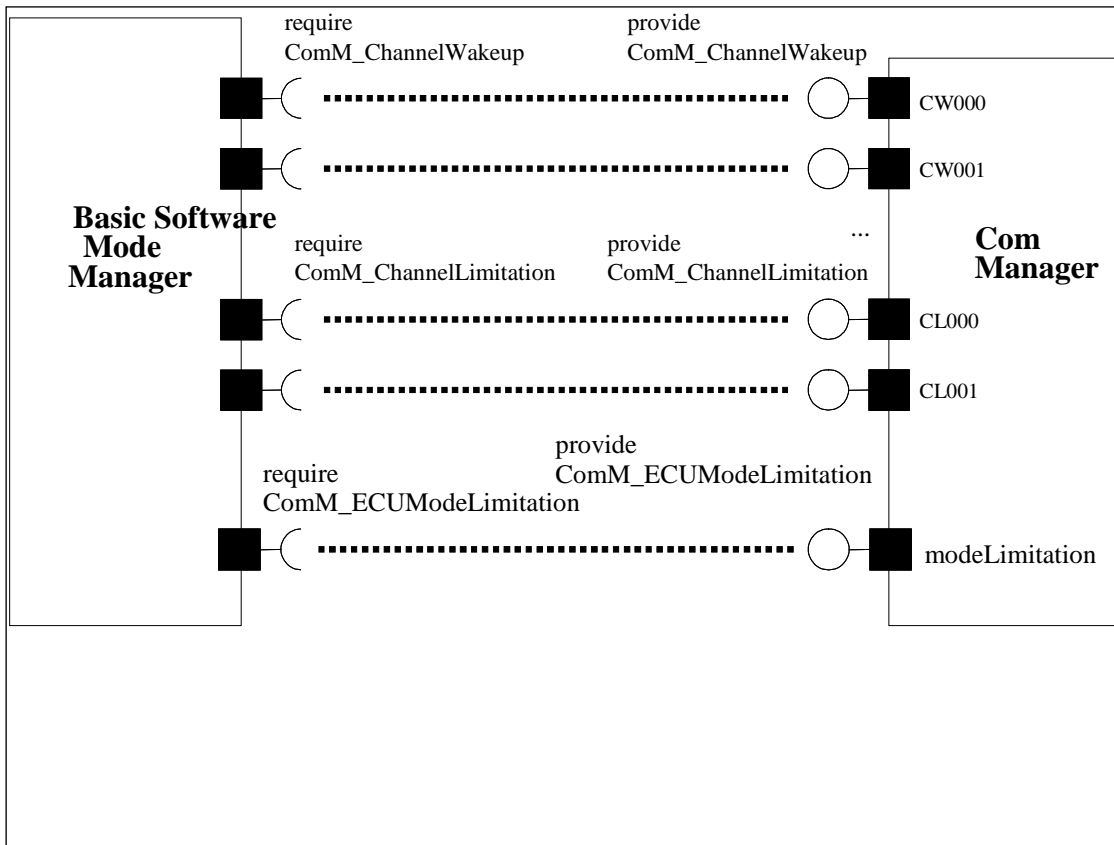 require
ComM_ChannelWakeup
provide
ComM_ChannelWakeup
CW000
CW001
Basic Software
Mode
Manager
require
ComM_ChannelLimitation
provide
ComM_ChannelLimitation
...
Com
Manager
CL000
CL001
require
ComM_ECUModeLimitation
provide
ComM_ECUModeLimitation
modeLimitation